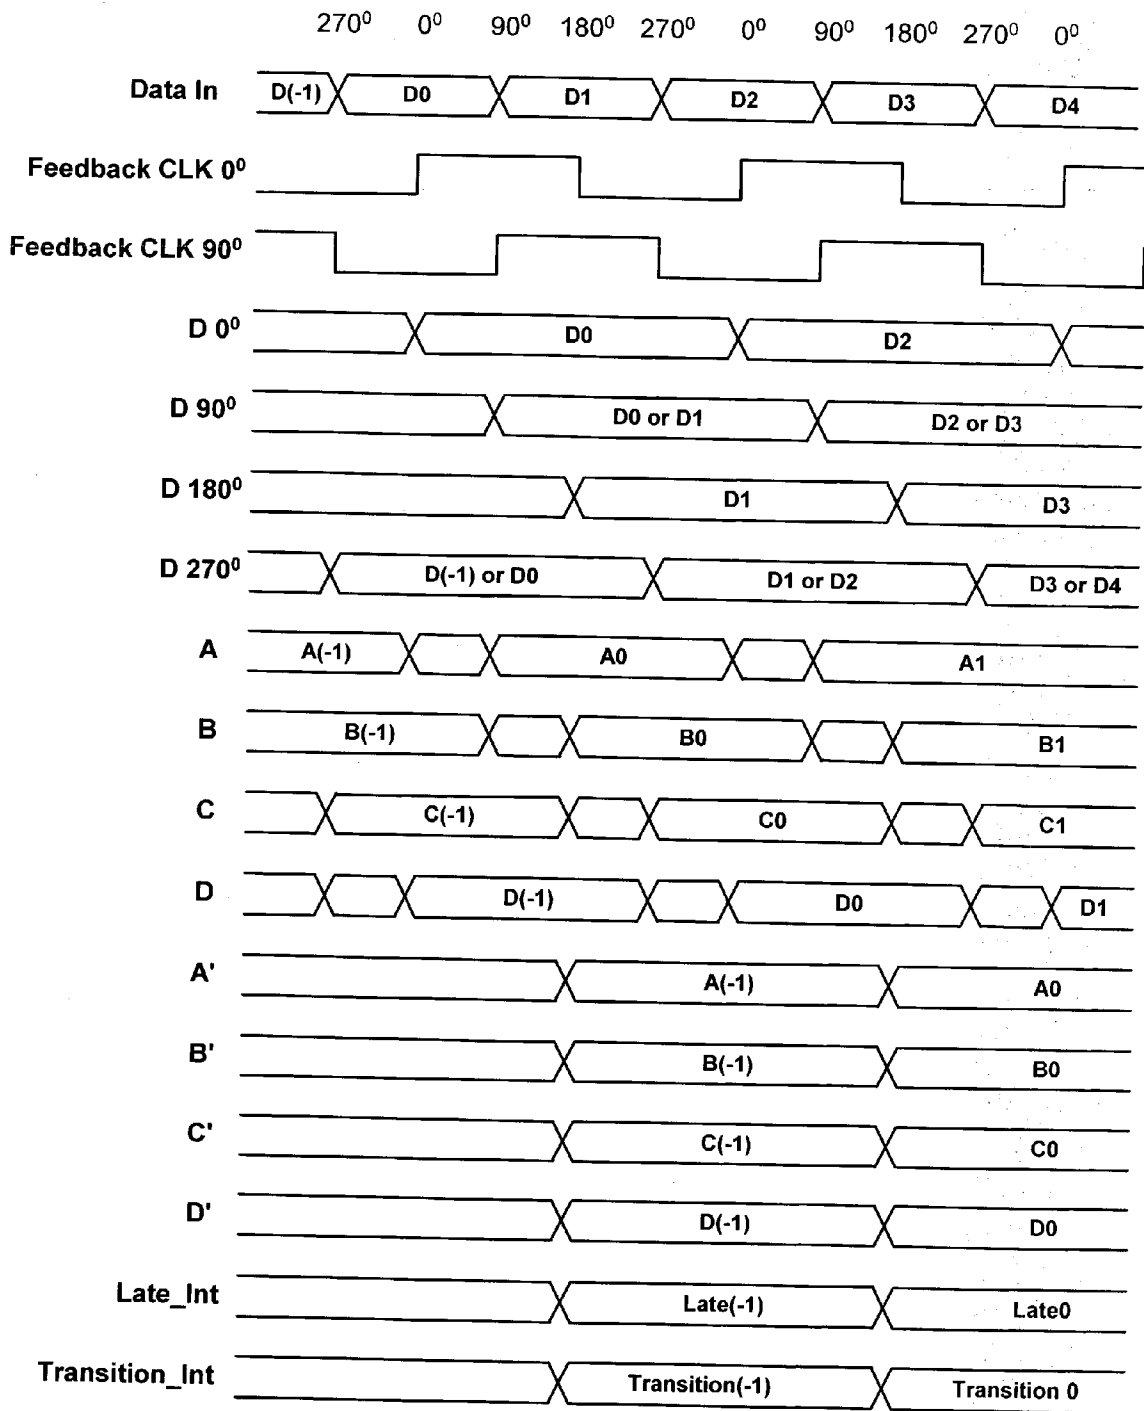 270⁰ 0⁰ 90⁰ 180⁰ 270⁰ 0⁰ 90⁰ 180⁰ 270⁰ 0⁰
Data In D(-1) D0 D1 D2 D3 D4
Feedback CLK 0⁰
Feedback CLK 90⁰
D 0⁰ D0 D2
D 90⁰ D0 or D1 D2 or D3
D 180⁰ D1 D3
D 270⁰ D(-1) or D0 D1 or D2 D3 or D4
A A(-1) A0 A1
B B(-1) B0 B1
C C(-1) C0 C1
D D(-1) D0 D1
A' A(-1) A0
B' B(-1) B0
C' C(-1) C0
D' D(-1) D0
Late_Int Late(-1) Late0
Transition_Int Transition(-1) Transition 0